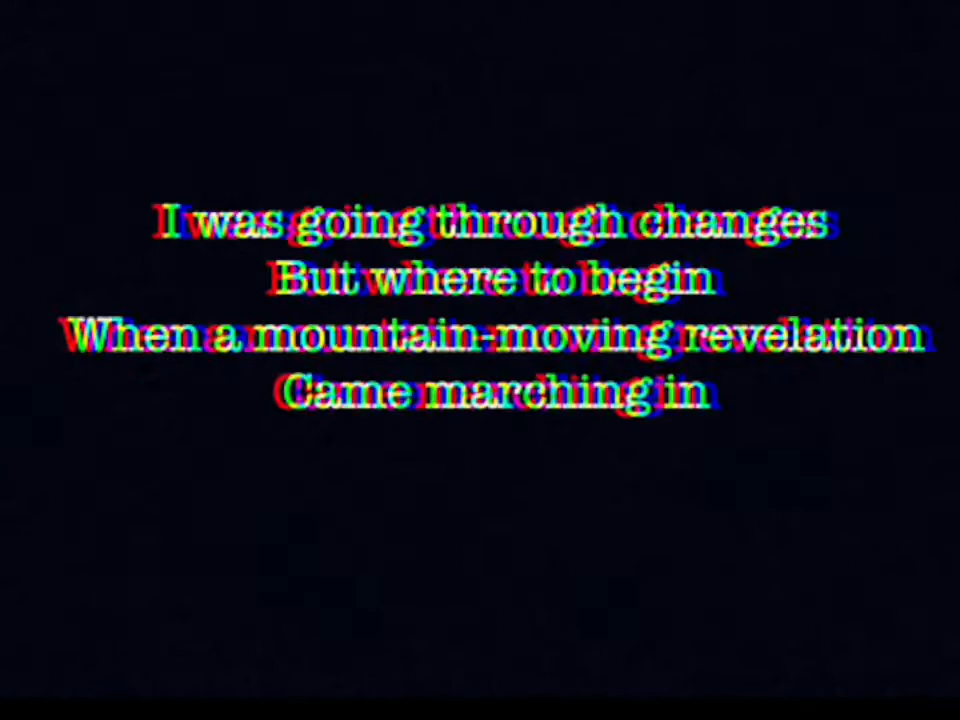 I was going through changes
But where to begin
When a mountain-moving revelation
Came marching in